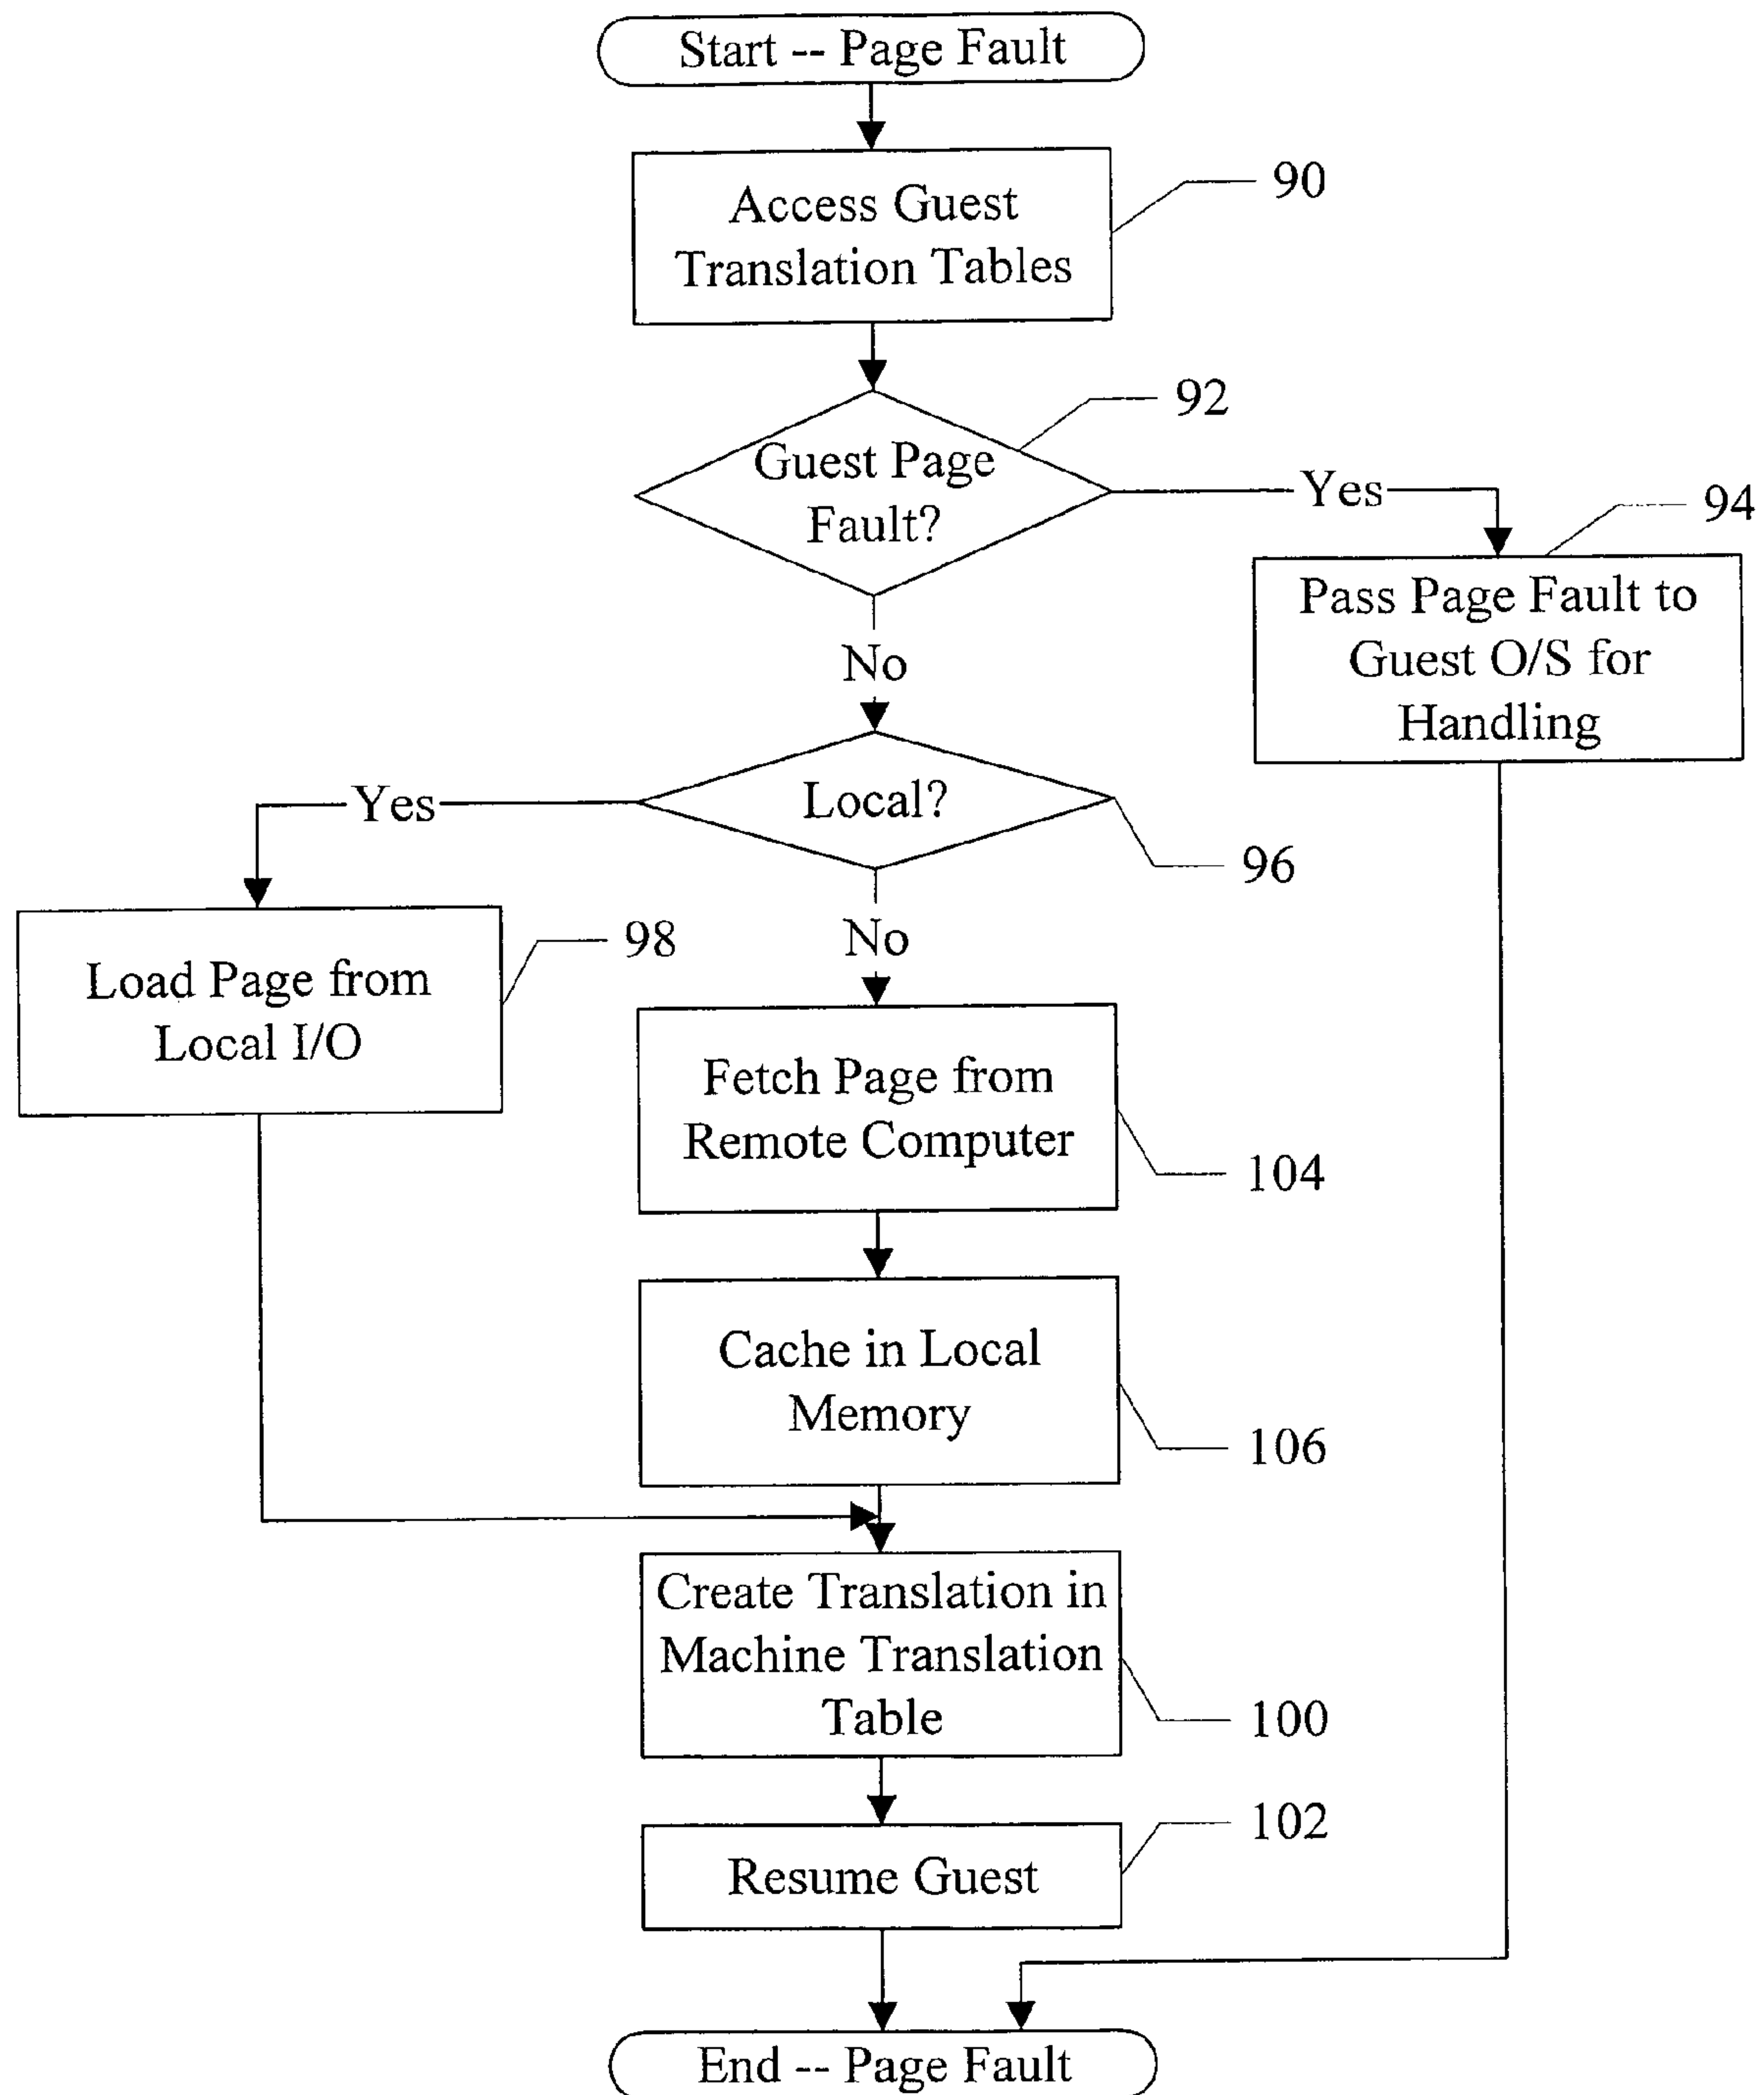 Start -- Page Fault
Access Guest
Translation Tables
90
92
Guest Page
Fault?
Yes
94
Pass Page Fault to
Guest O/S for
Handling
No
Local?
Yes
96
No
98
Load Page from
Local I/O
Fetch Page from
Remote Computer
104
Cache in Local
Memory
106
Create Translation in
Machine Translation
Table
100
102
Resume Guest
End -- Page Fault